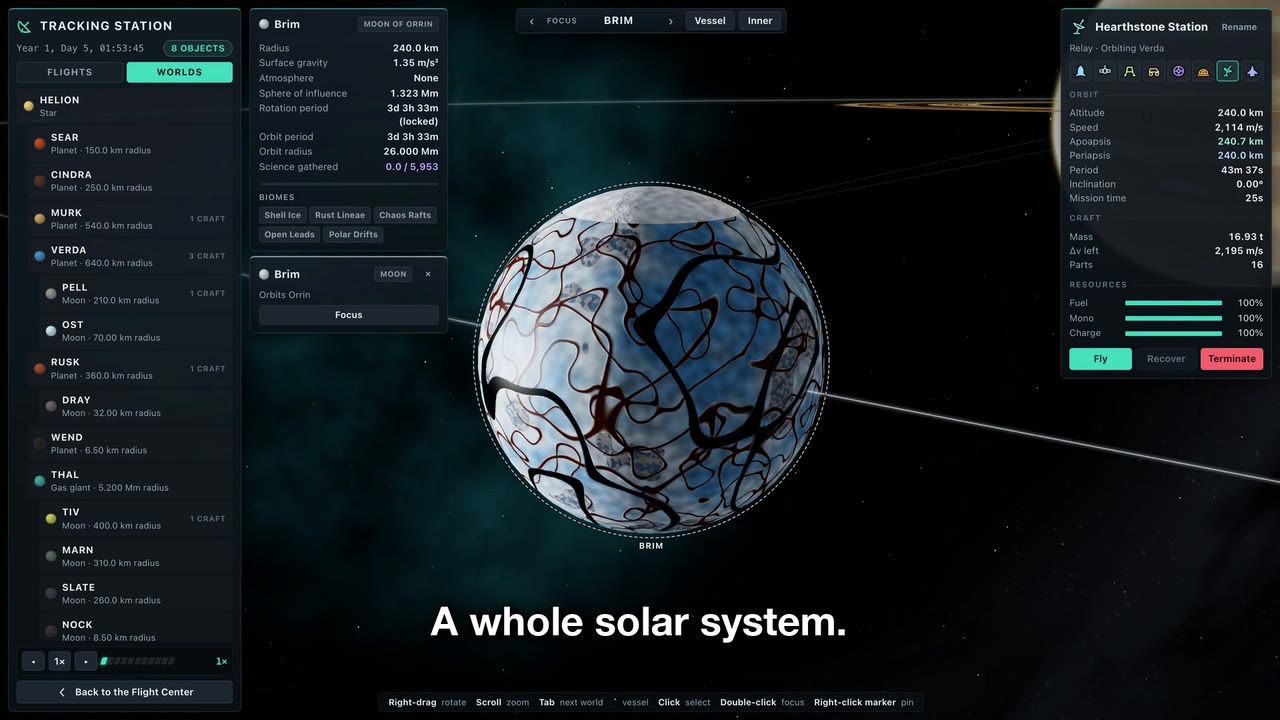 TRACKING STATION
Year 1, Day 5, 01:53:45 8 OBJECTS
FLIGHTS WORLDS
HELION
Star
SEAR
Planet · 150.0 km radius
CINDRA
Planet · 250.0 km radius
MURK
Planet · 540.0 km radius
1 CRAFT
VERDA
Planet · 640.0 km radius
3 CRAFT
PELL
Moon · 210.0 km radius
1 CRAFT
OST
Moon · 70.00 km radius
RUSK
Planet · 360.0 km radius
1 CRAFT
DRAY
Moon · 32.00 km radius
WEND
Planet · 6.50 km radius
THAL
Gas giant · 5.200 Mm radius
TIV
Moon · 400.0 km radius
1 CRAFT
MARN
Moon · 310.0 km radius
SLATE
Moon · 260.0 km radius
NOCK
Moon · 8.50 km radius
1× 1×
Back to the Flight Center
Brim MOON OF ORRIN
Radius 240.0 km
Surface gravity 1.35 m/s²
Atmosphere None
Sphere of influence 1.323 Mm
Rotation period 3d 3h 33m
(locked)
Orbit period 3d 3h 33m
Orbit radius 26.000 Mm
Science gathered 0.0 / 5,953
BIOMES
Shell Ice Rust Lineae Chaos Rafts
Open Leads Polar Drifts
Brim MOON ×
Orbits Orrin
Focus
‹ FOCUS BRIM › Vessel Inner
BRIM
A whole solar system.
Right-drag rotate Scroll zoom Tab next world ` vessel Click select Double-click focus Right-click marker pin
Hearthstone Station Rename
Relay · Orbiting Verda
ORBIT
Altitude 240.0 km
Speed 2,114 m/s
Apoapsis 240.7 km
Periapsis 240.0 km
Period 43m 37s
Inclination 0.00°
Mission time 25s
CRAFT
Mass 16.93 t
Δv left 2,195 m/s
Parts 16
RESOURCES
Fuel 100%
Mono 100%
Charge 100%
Fly Recover Terminate